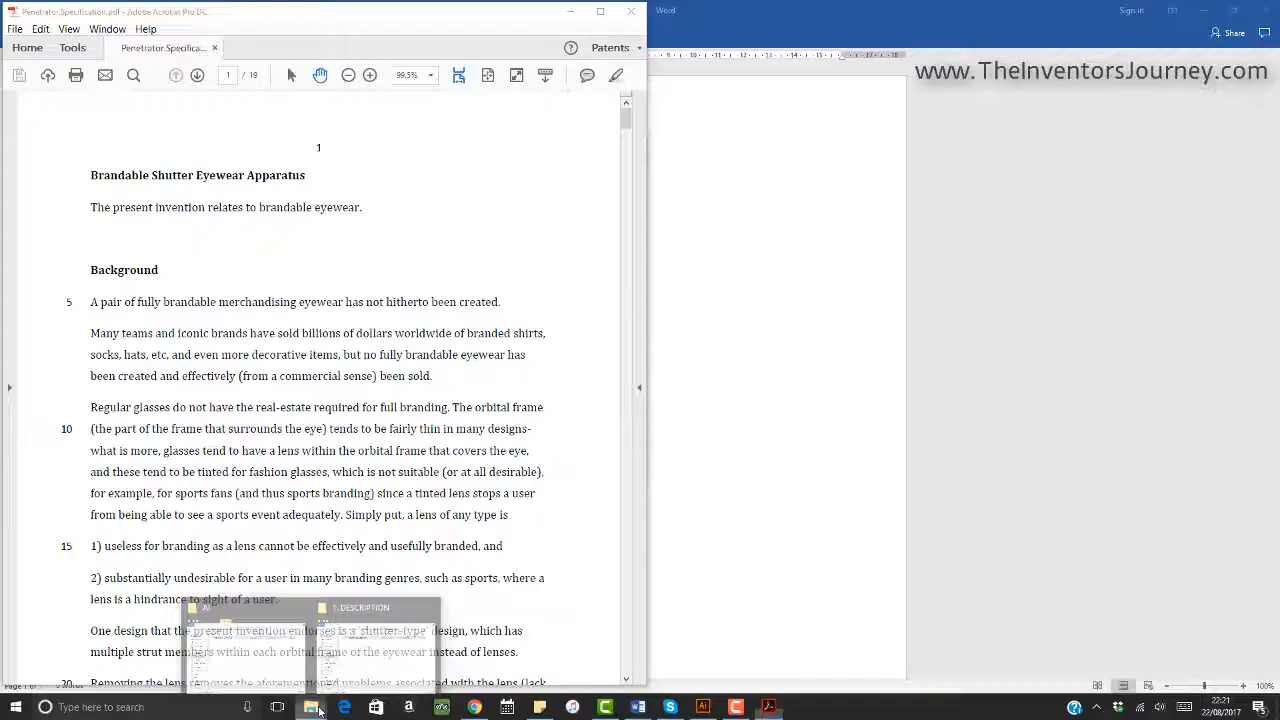 Penetrator.Specification.pdf - Adobe Acrobat Pro DC
Word
Sign in
File Edit View Window Help
Share
Home Tools Penetrator.Specifica... × Patents
www.TheInventorsJourney.com
1 / 19 99.5%
1
Brandable Shutter Eyewear Apparatus
The present invention relates to brandable eyewear.
Background
5 A pair of fully brandable merchandising eyewear has not hitherto been created.
Many teams and iconic brands have sold billions of dollars worldwide of branded shirts,
socks, hats, etc, and even more decorative items, but no fully brandable eyewear has
been created and effectively (from a commercial sense) been sold.
Regular glasses do not have the real-estate required for full branding. The orbital frame
10 (the part of the frame that surrounds the eye) tends to be fairly thin in many designs-
what is more, glasses tend to have a lens within the orbital frame that covers the eye,
and these tend to be tinted for fashion glasses, which is not suitable (or at all desirable),
for example, for sports fans (and thus sports branding) since a tinted lens stops a user
from being able to see a sports event adequately. Simply put, a lens of any type is
15 1) useless for branding as a lens cannot be effectively and usefully branded, and
2) substantially undesirable for a user in many branding genres, such as sports, where a
lens is a hindrance to sight of a user.
1. DESCRIPTION
One design that the present invention endorses is a 'shutter-type' design, which has
multiple strut members within each orbital frame of the eyewear instead of lenses.
20 Removing the lens removes the aforementioned problems associated with the lens (lack
100%
Type here to search
22:21
22/08/2017